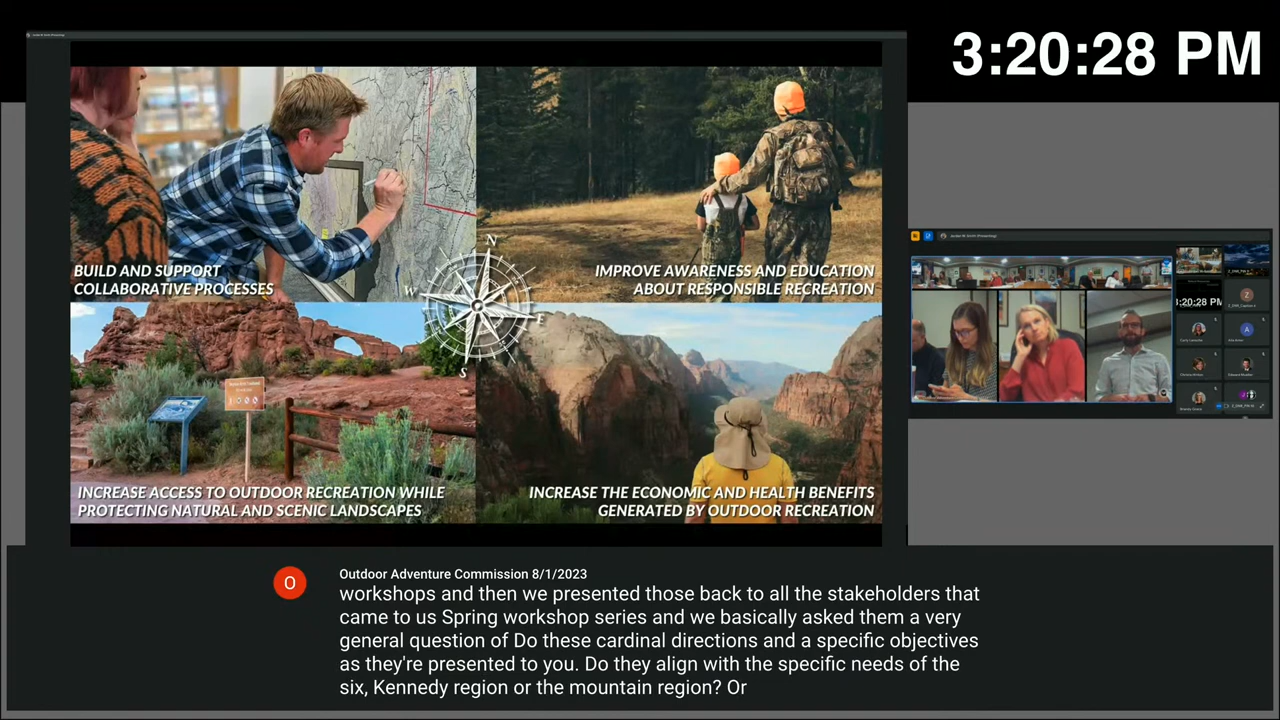 3:20:28 PM
BUILD AND SUPPORT
COLLABORATIVE PROCESSES
IMPROVE AWARENESS AND EDUCATION
ABOUT RESPONSIBLE RECREATION
N
W
E
S
INCREASE ACCESS TO OUTDOOR RECREATION WHILE
PROTECTING NATURAL AND SCENIC LANDSCAPES
INCREASE THE ECONOMIC AND HEALTH BENEFITS
GENERATED BY OUTDOOR RECREATION
:20:28 PM
O
Outdoor Adventure Commission 8/1/2023
workshops and then we presented those back to all the stakeholders that
came to us Spring workshop series and we basically asked them a very
general question of Do these cardinal directions and a specific objectives
as they're presented to you. Do they align with the specific needs of the
six, Kennedy region or the mountain region? Or